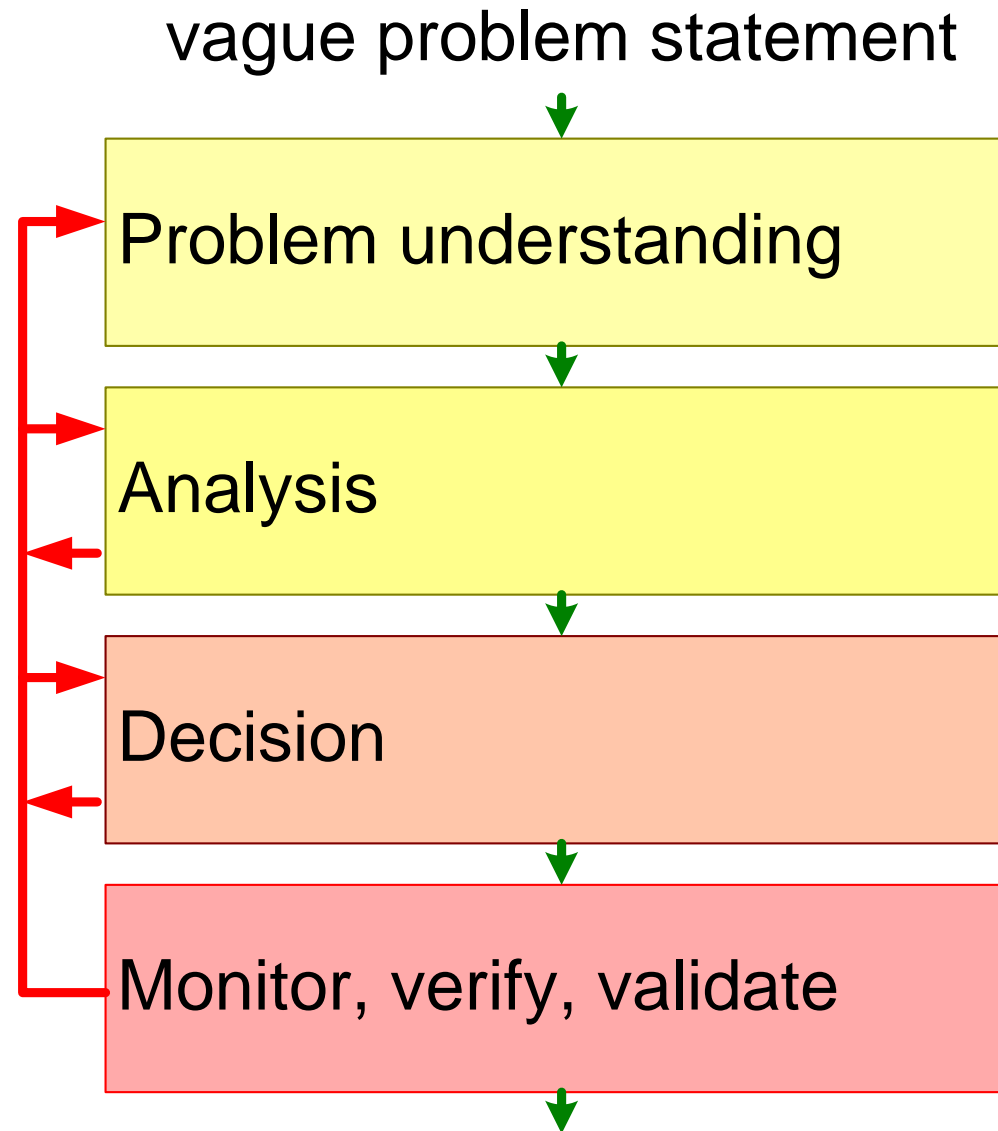 vague problem statement
Problem understanding
Analysis
Decision
Monitor, verify, validate